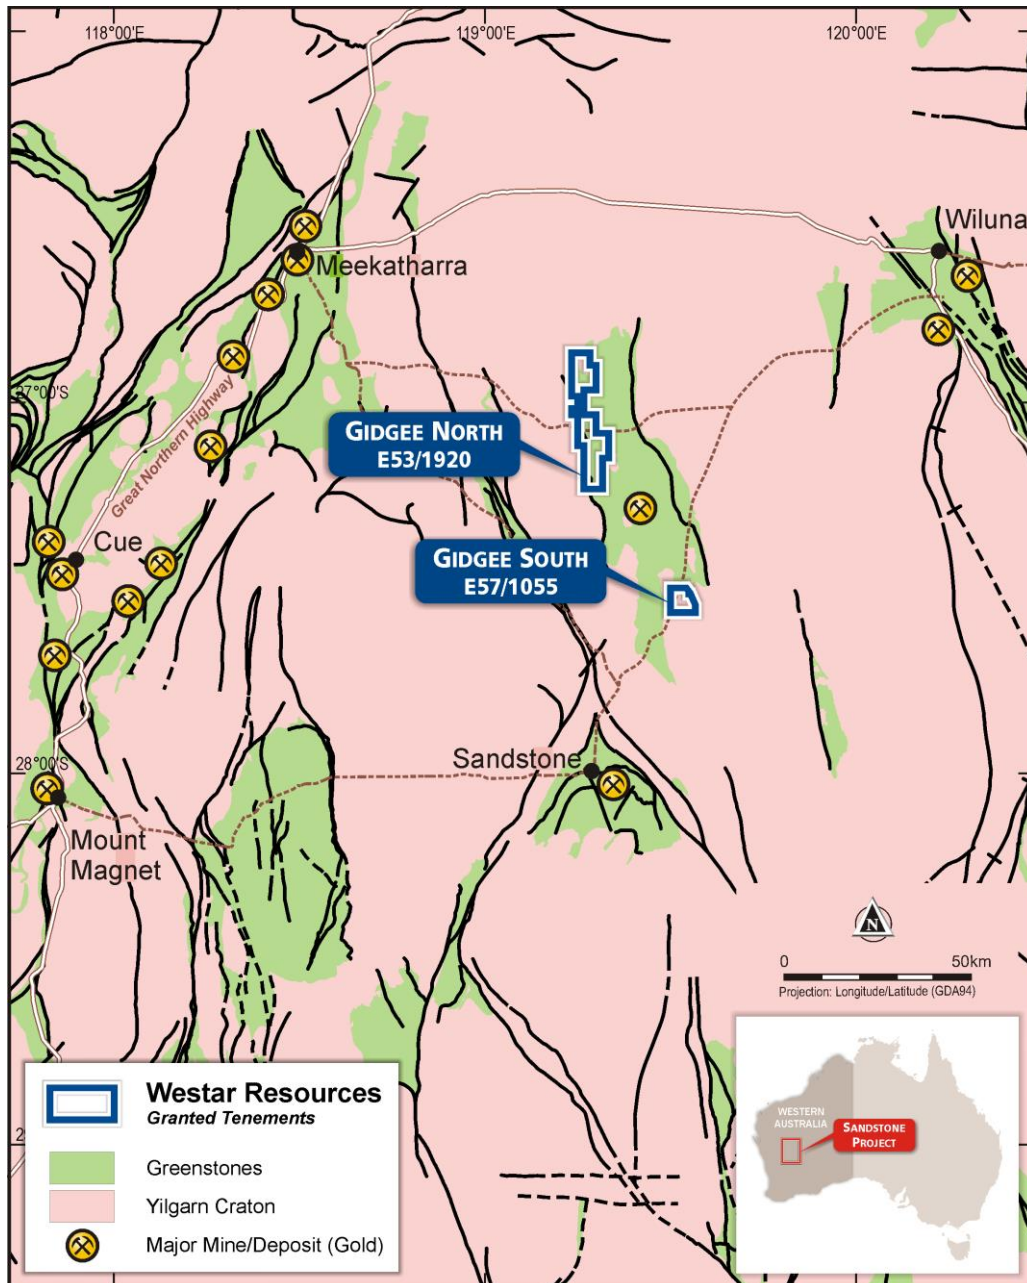 118°00'E
119°00'E
120°00'E
Wiluna
Meekatharra
27°00'S
Great Northern Highway
GIDGEE NORTH
E53/1920
GIDGEE SOUTH
E57/1055
Cue
28°00'S
Sandstone
Mount
Magnet
N
0 50km
Projection: Longitude/Latitude (GDA94)
Westar Resources
Granted Tenements
Greenstones
Yilgarn Craton
Major Mine/Deposit (Gold)
WESTERN
AUSTRALIA
SANDSTONE
PROJECT